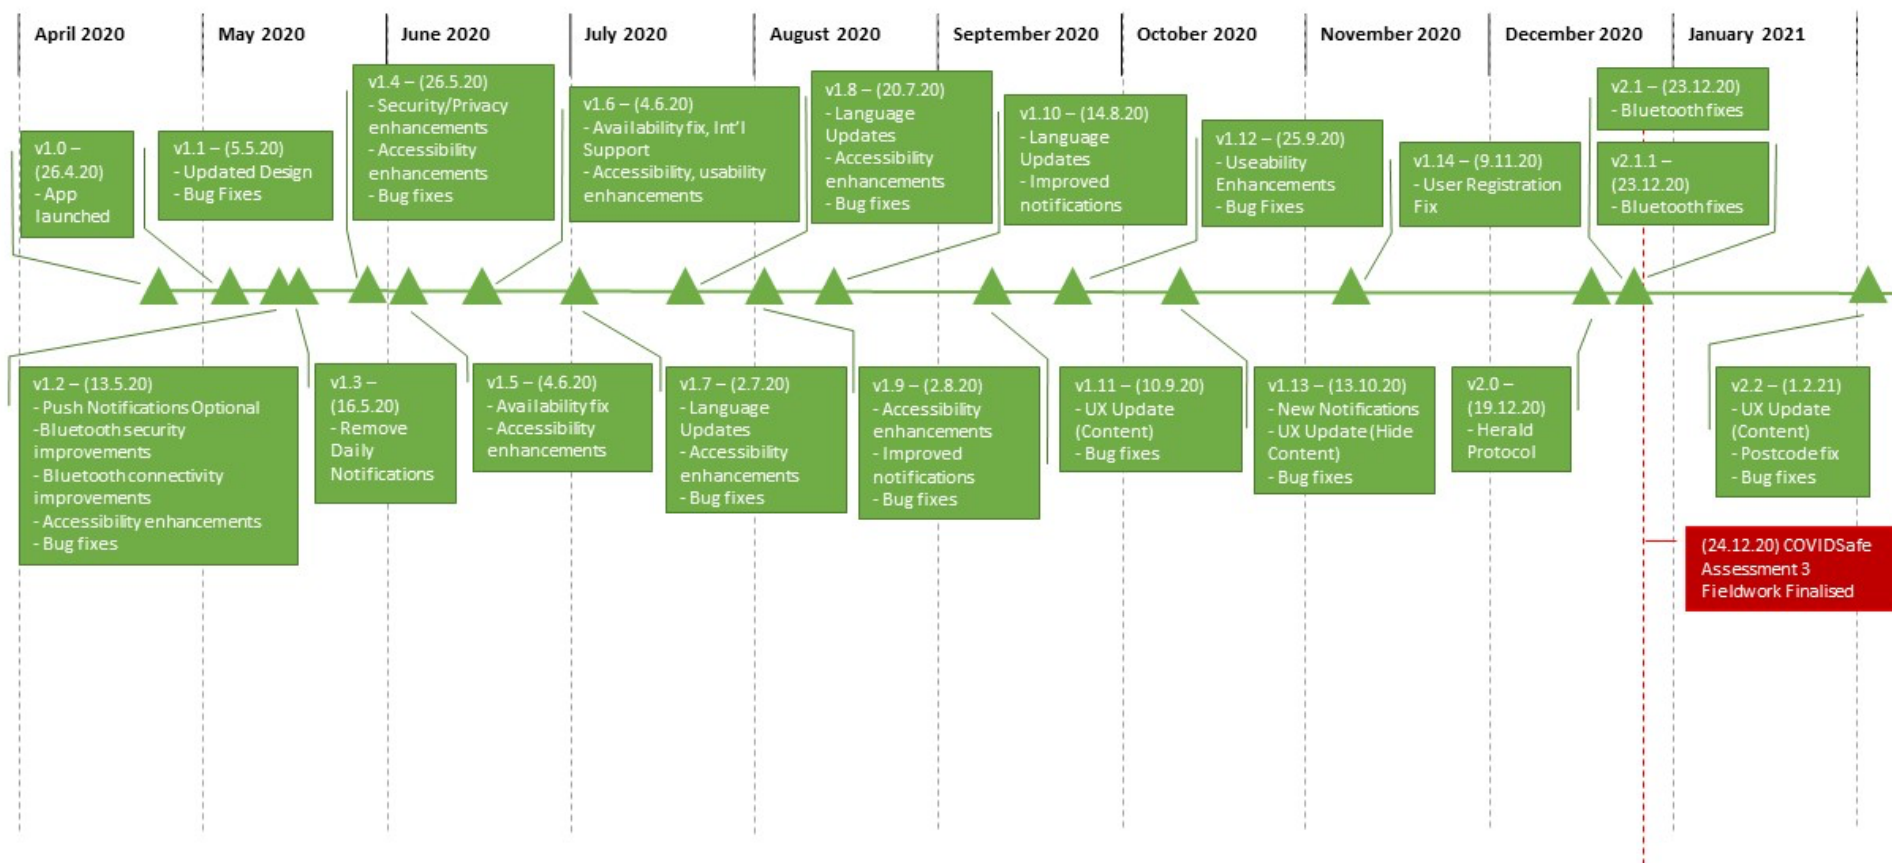 April 2020
May 2020
June 2020
July 2020
August 2020
September 2020
October 2020
November 2020
December 2020
January 2021
v1.0 –
(26.4.20)
- App
launched
v1.1 – (5.5.20)
- Updated Design
- Bug Fixes
v1.4 – (26.5.20)
- Security/Privacy
enhancements
- Accessibility
enhancements
- Bug fixes
v1.6 – (4.6.20)
- Availability fix, Int'l
Support
- Accessibility, usability
enhancements
v1.8 – (20.7.20)
- Language
Updates
- Accessibility
enhancements
- Bug fixes
v1.10 – (14.8.20)
- Language
Updates
- Improved
notifications
v1.12 – (25.9.20)
- Useability
Enhancements
- Bug Fixes
v1.14 – (9.11.20)
- User Registration
Fix
v2.1 – (23.12.20)
- Bluetooth fixes
v2.1.1 –
(23.12.20)
- Bluetooth fixes
v1.2 – (13.5.20)
- Push Notifications Optional
-Bluetooth security
improvements
- Bluetooth connectivity
improvements
- Accessibility enhancements
- Bug fixes
v1.3 –
(16.5.20)
- Remove
Daily
Notifications
v1.5 – (4.6.20)
- Availability fix
- Accessibility
enhancements
v1.7 – (2.7.20)
- Language
Updates
- Accessibility
enhancements
- Bug fixes
v1.9 – (2.8.20)
- Accessibility
enhancements
- Improved
notifications
- Bug fixes
v1.11 – (10.9.20)
- UX Update
(Content)
- Bug fixes
v1.13 – (13.10.20)
- New Notifications
- UX Update (Hide
Content)
- Bug fixes
v2.0 –
(19.12.20)
- Herald
Protocol
v2.2 – (1.2.21)
- UX Update
(Content)
- Postcode fix
- Bug fixes
(24.12.20) COVIDSafe
Assessment 3
Fieldwork Finalised